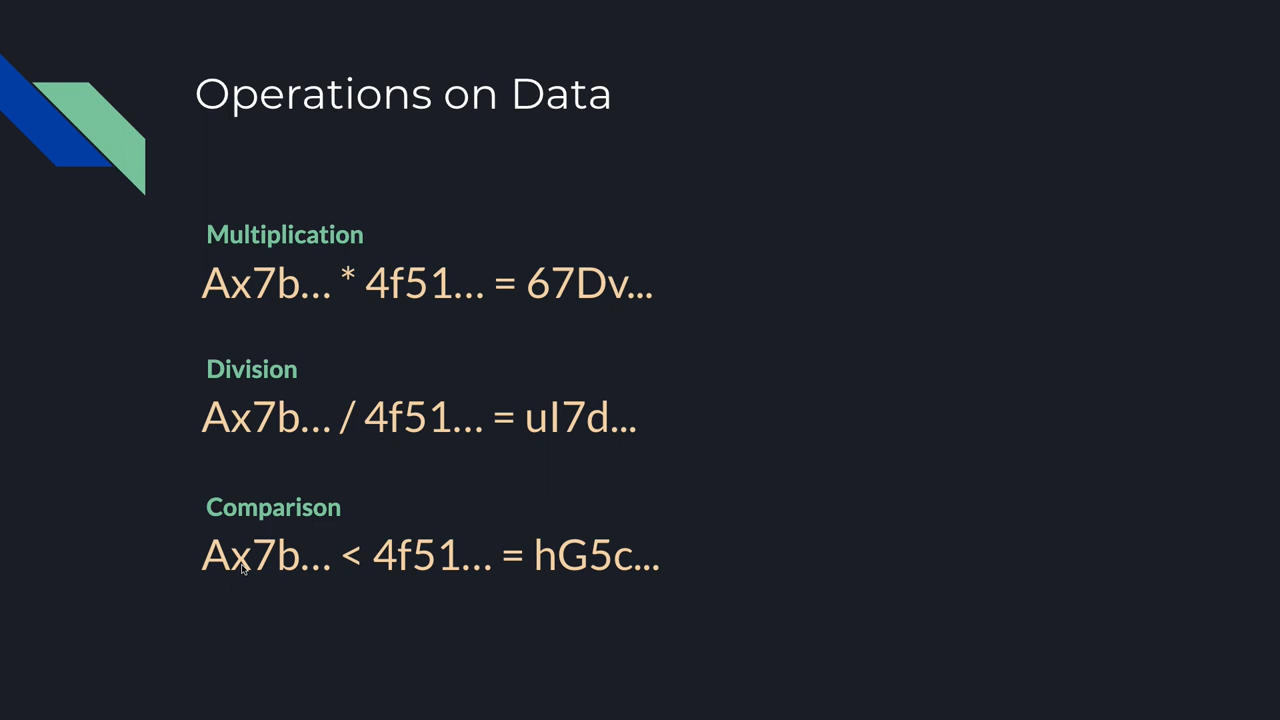 Operations on Data
Multiplication
Ax7b... * 4f51... = 67Dv...
Division
Ax7b... / 4f51... = uI7d...
Comparison
Ax7b... < 4f51... = hG5c...